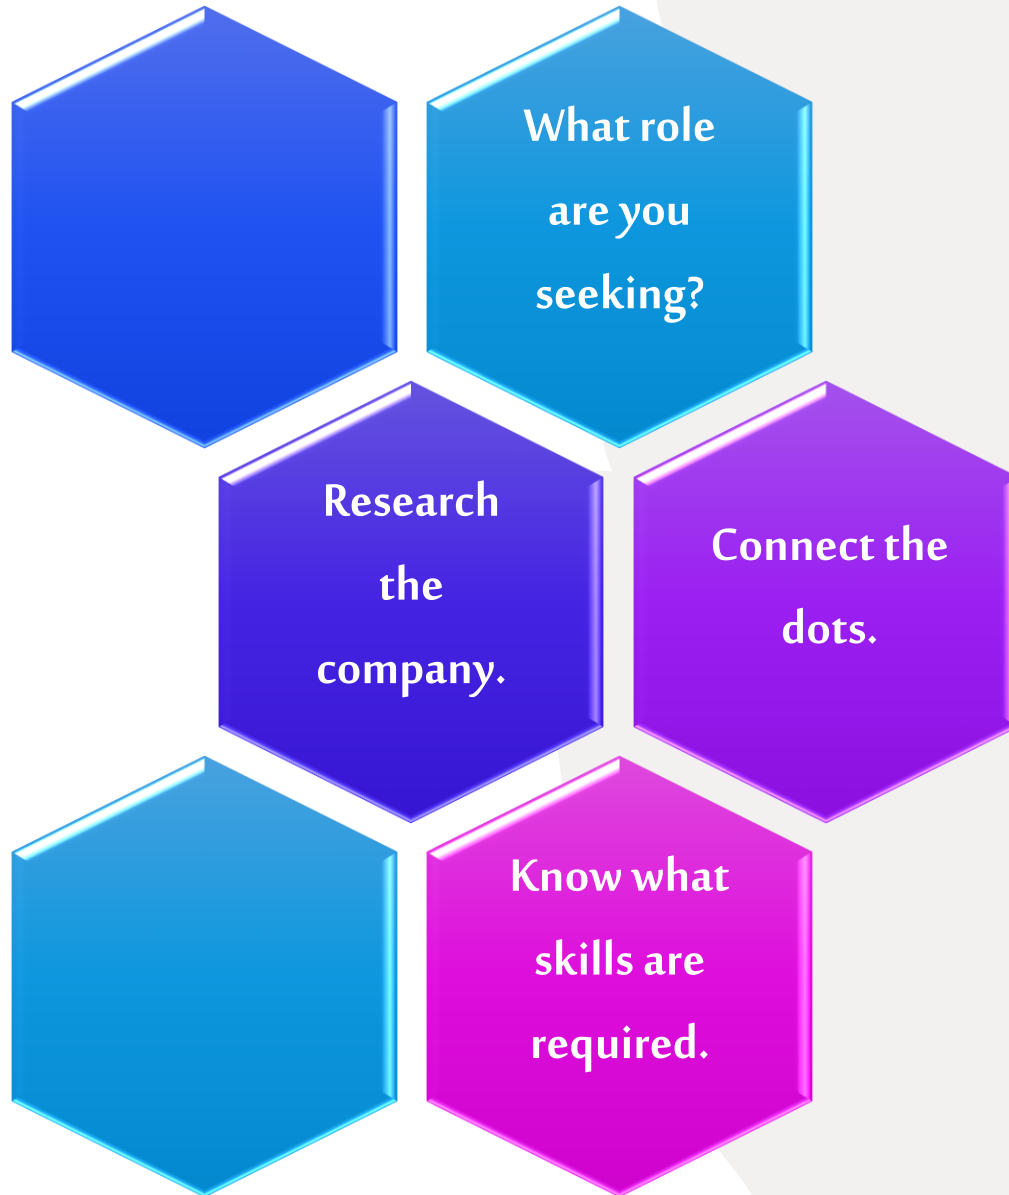 What role
are you
seeking?
Research
the
company.
Connect the
dots.
Know what
skills are
required.